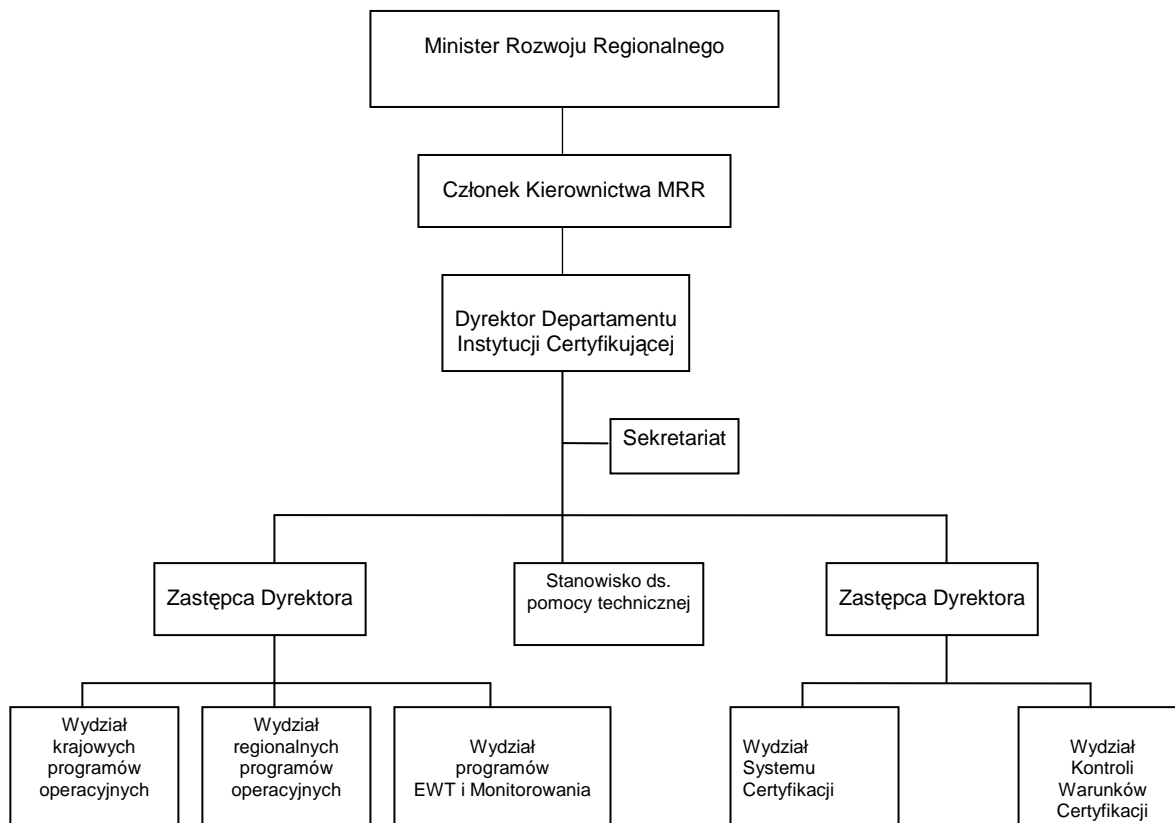 Minister Rozwoju Regionalnego
Członek Kierownictwa MRR
Dyrektor Departamentu
Instytucji Certyfikującej
Sekretariat
Zastępca Dyrektora
Stanowisko ds.
pomocy technicznej
Zastępca Dyrektora
Wydział
krajowych
programów
operacyjnych
Wydział
regionalnych
programów
operacyjnych
Wydział
programów
EWT i Monitorowania
Wydział
Systemu
Certyfikacji
Wydział
Kontroli
Warunków
Certyfikacji